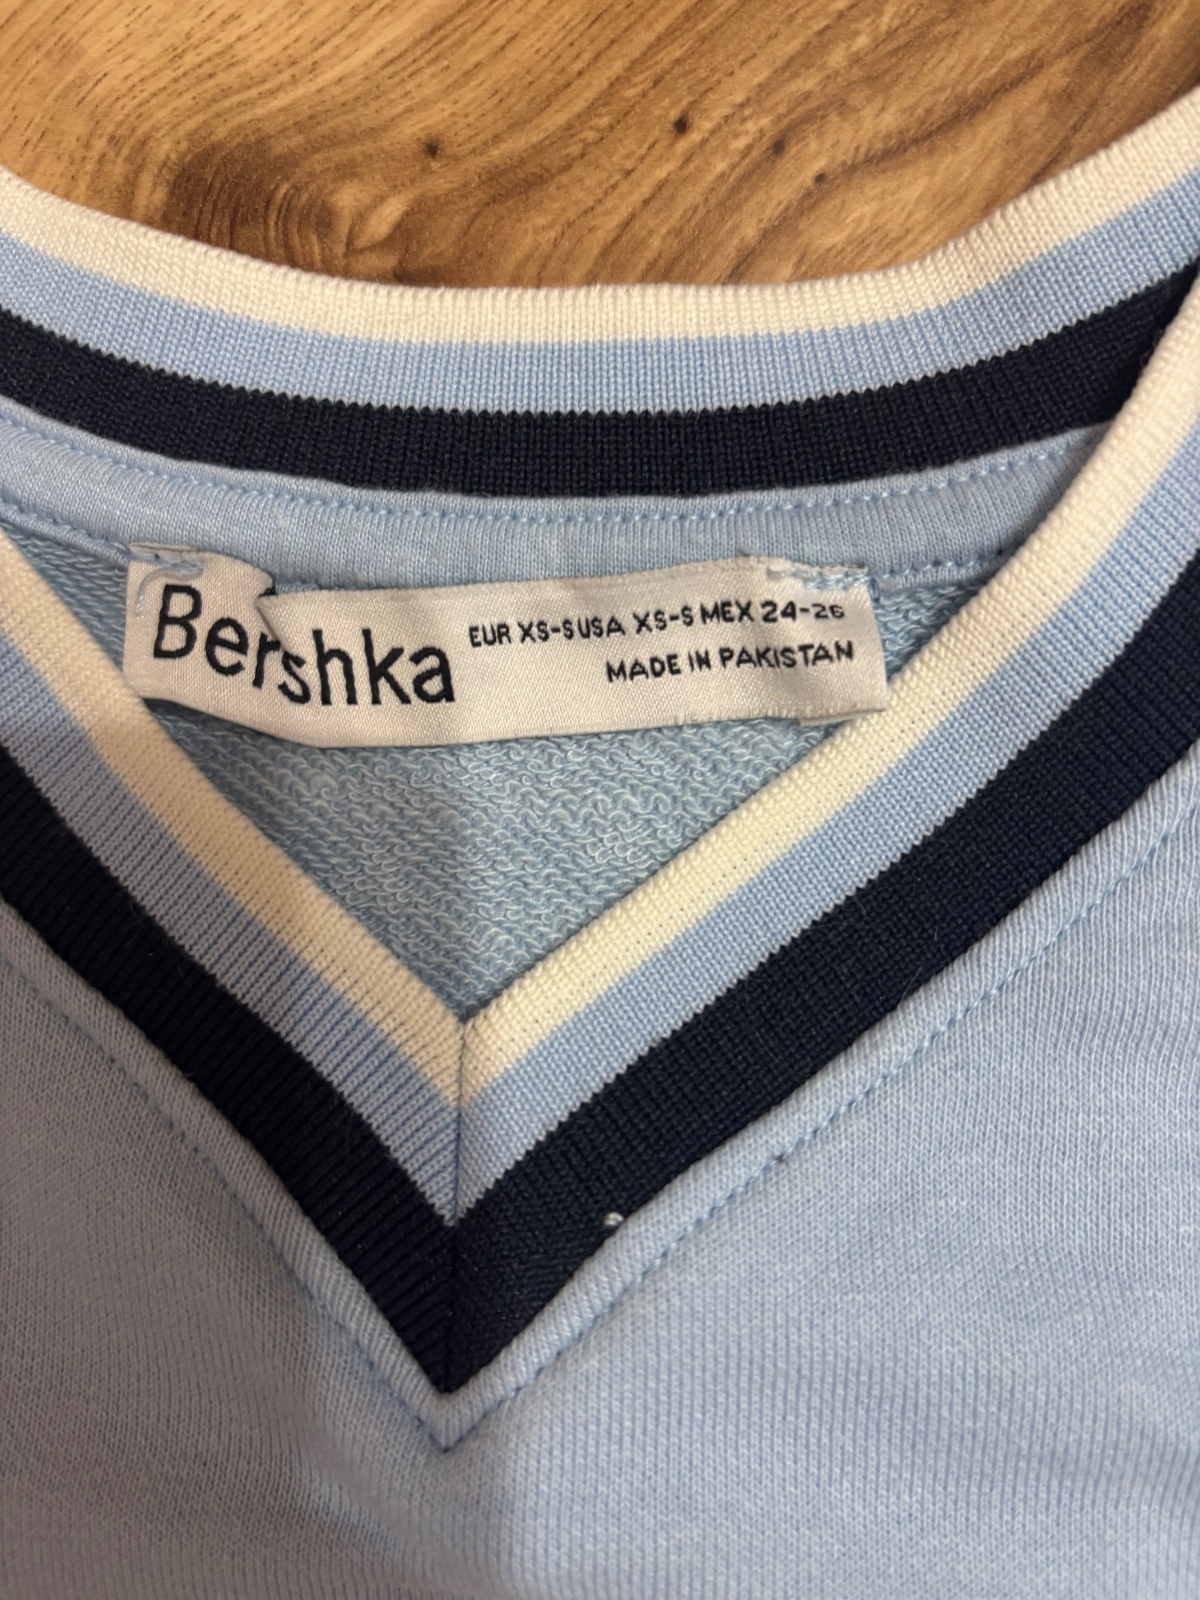 Bershka
EUR XS-S USA XS-S MEX 24-26
MADE IN PAKISTAN